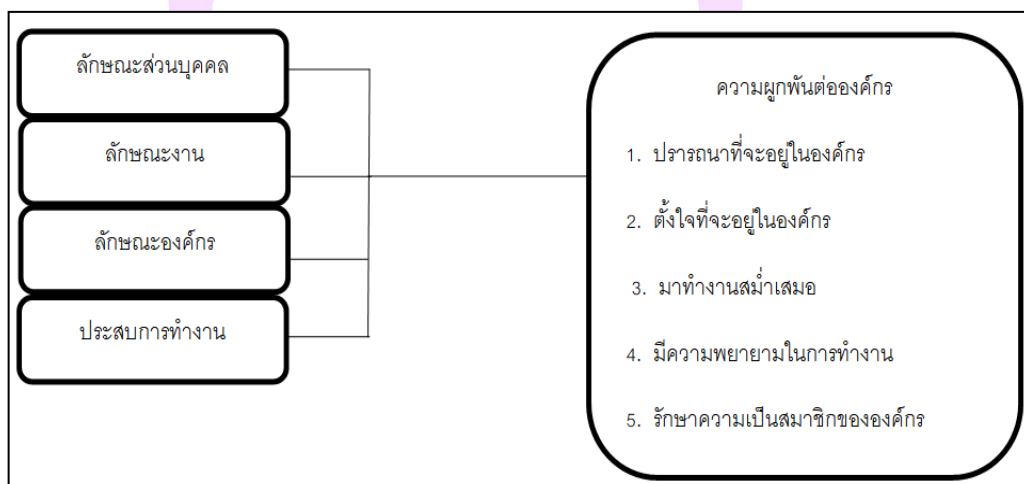 ลักษณะส่วนบุคคล
ลักษณะงาน
ลักษณะองค์กร
ประสบการทำงาน
ความผูกพันต่อองค์กร
1. ปรารถนาที่จะอยู่ในองค์กร
2. ตั้งใจที่จะอยู่ในองค์กร
3. มาทำงานสม่ำเสมอ
4. มีความพยายามในการทำงาน
5. รักษาความเป็นสมาชิกขององค์กร